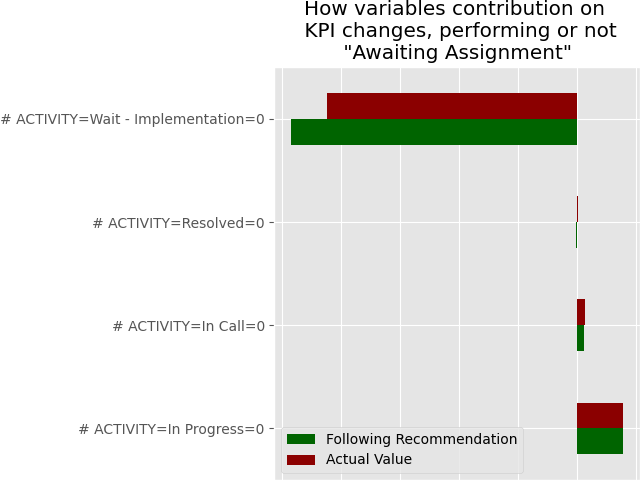 How variables contribution on
KPI changes, performing or not
"Awaiting Assignment"
# ACTIVITY=Wait - Implementation=0
# ACTIVITY=Resolved=0
# ACTIVITY=In Call=0
# ACTIVITY=In Progress=0
Following Recommendation
Actual Value